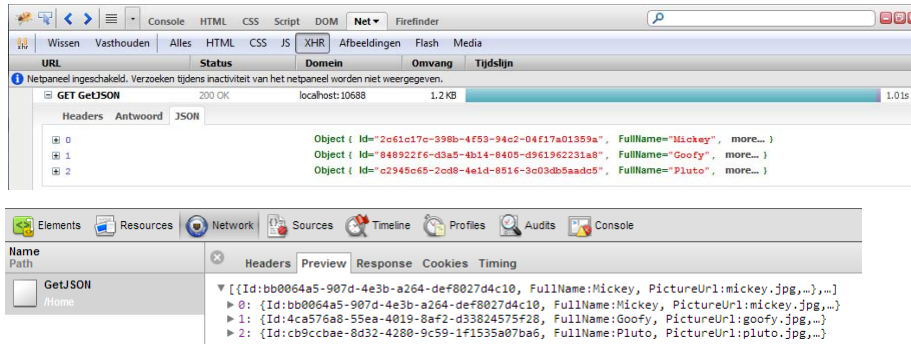 Console HTML CSS Script DOM Net Firefinder
Wissen Vasthouden Alles HTML CSS JS XHR Afbeeldingen Flash Media
URL Status Domein Omvang Tijdslijn
Netpaneel ingeschakeld. Verzoeken tijdens inactiviteit van het netpaneel worden niet weergegeven.
GET GetJSON 200 OK localhost:10688 1.2 KB 1.01s
Headers Antwoord JSON
0 Object { Id="2c61c17c-398b-4f53-94c2-04f17a01359a", FullName="Mickey", more... }
1 Object { Id="848922f6-d3a5-4b14-8405-d961962231a8", FullName="Goofy", more... }
2 Object { Id="c2945c65-2cd8-4e1d-8516-3c03db5aadc5", FullName="Pluto", more... }
Elements Resources Network Sources Timeline Profiles Audits Console
Name
Path
Headers Preview Response Cookies Timing
GetJSON
/Home
[{Id:bb0064a5-907d-4e3b-a264-def8027d4c10, FullName:Mickey, PictureUrl:mickey.jpg,…},…]
0: {Id:bb0064a5-907d-4e3b-a264-def8027d4c10, FullName:Mickey, PictureUrl:mickey.jpg,…}
1: {Id:4ca576a8-55ea-4019-8af2-d33824575f28, FullName:Goofy, PictureUrl:goofy.jpg,…}
2: {Id:cb9ccbae-8d32-4280-9c59-1f1535a07ba6, FullName:Pluto, PictureUrl:pluto.jpg,…}